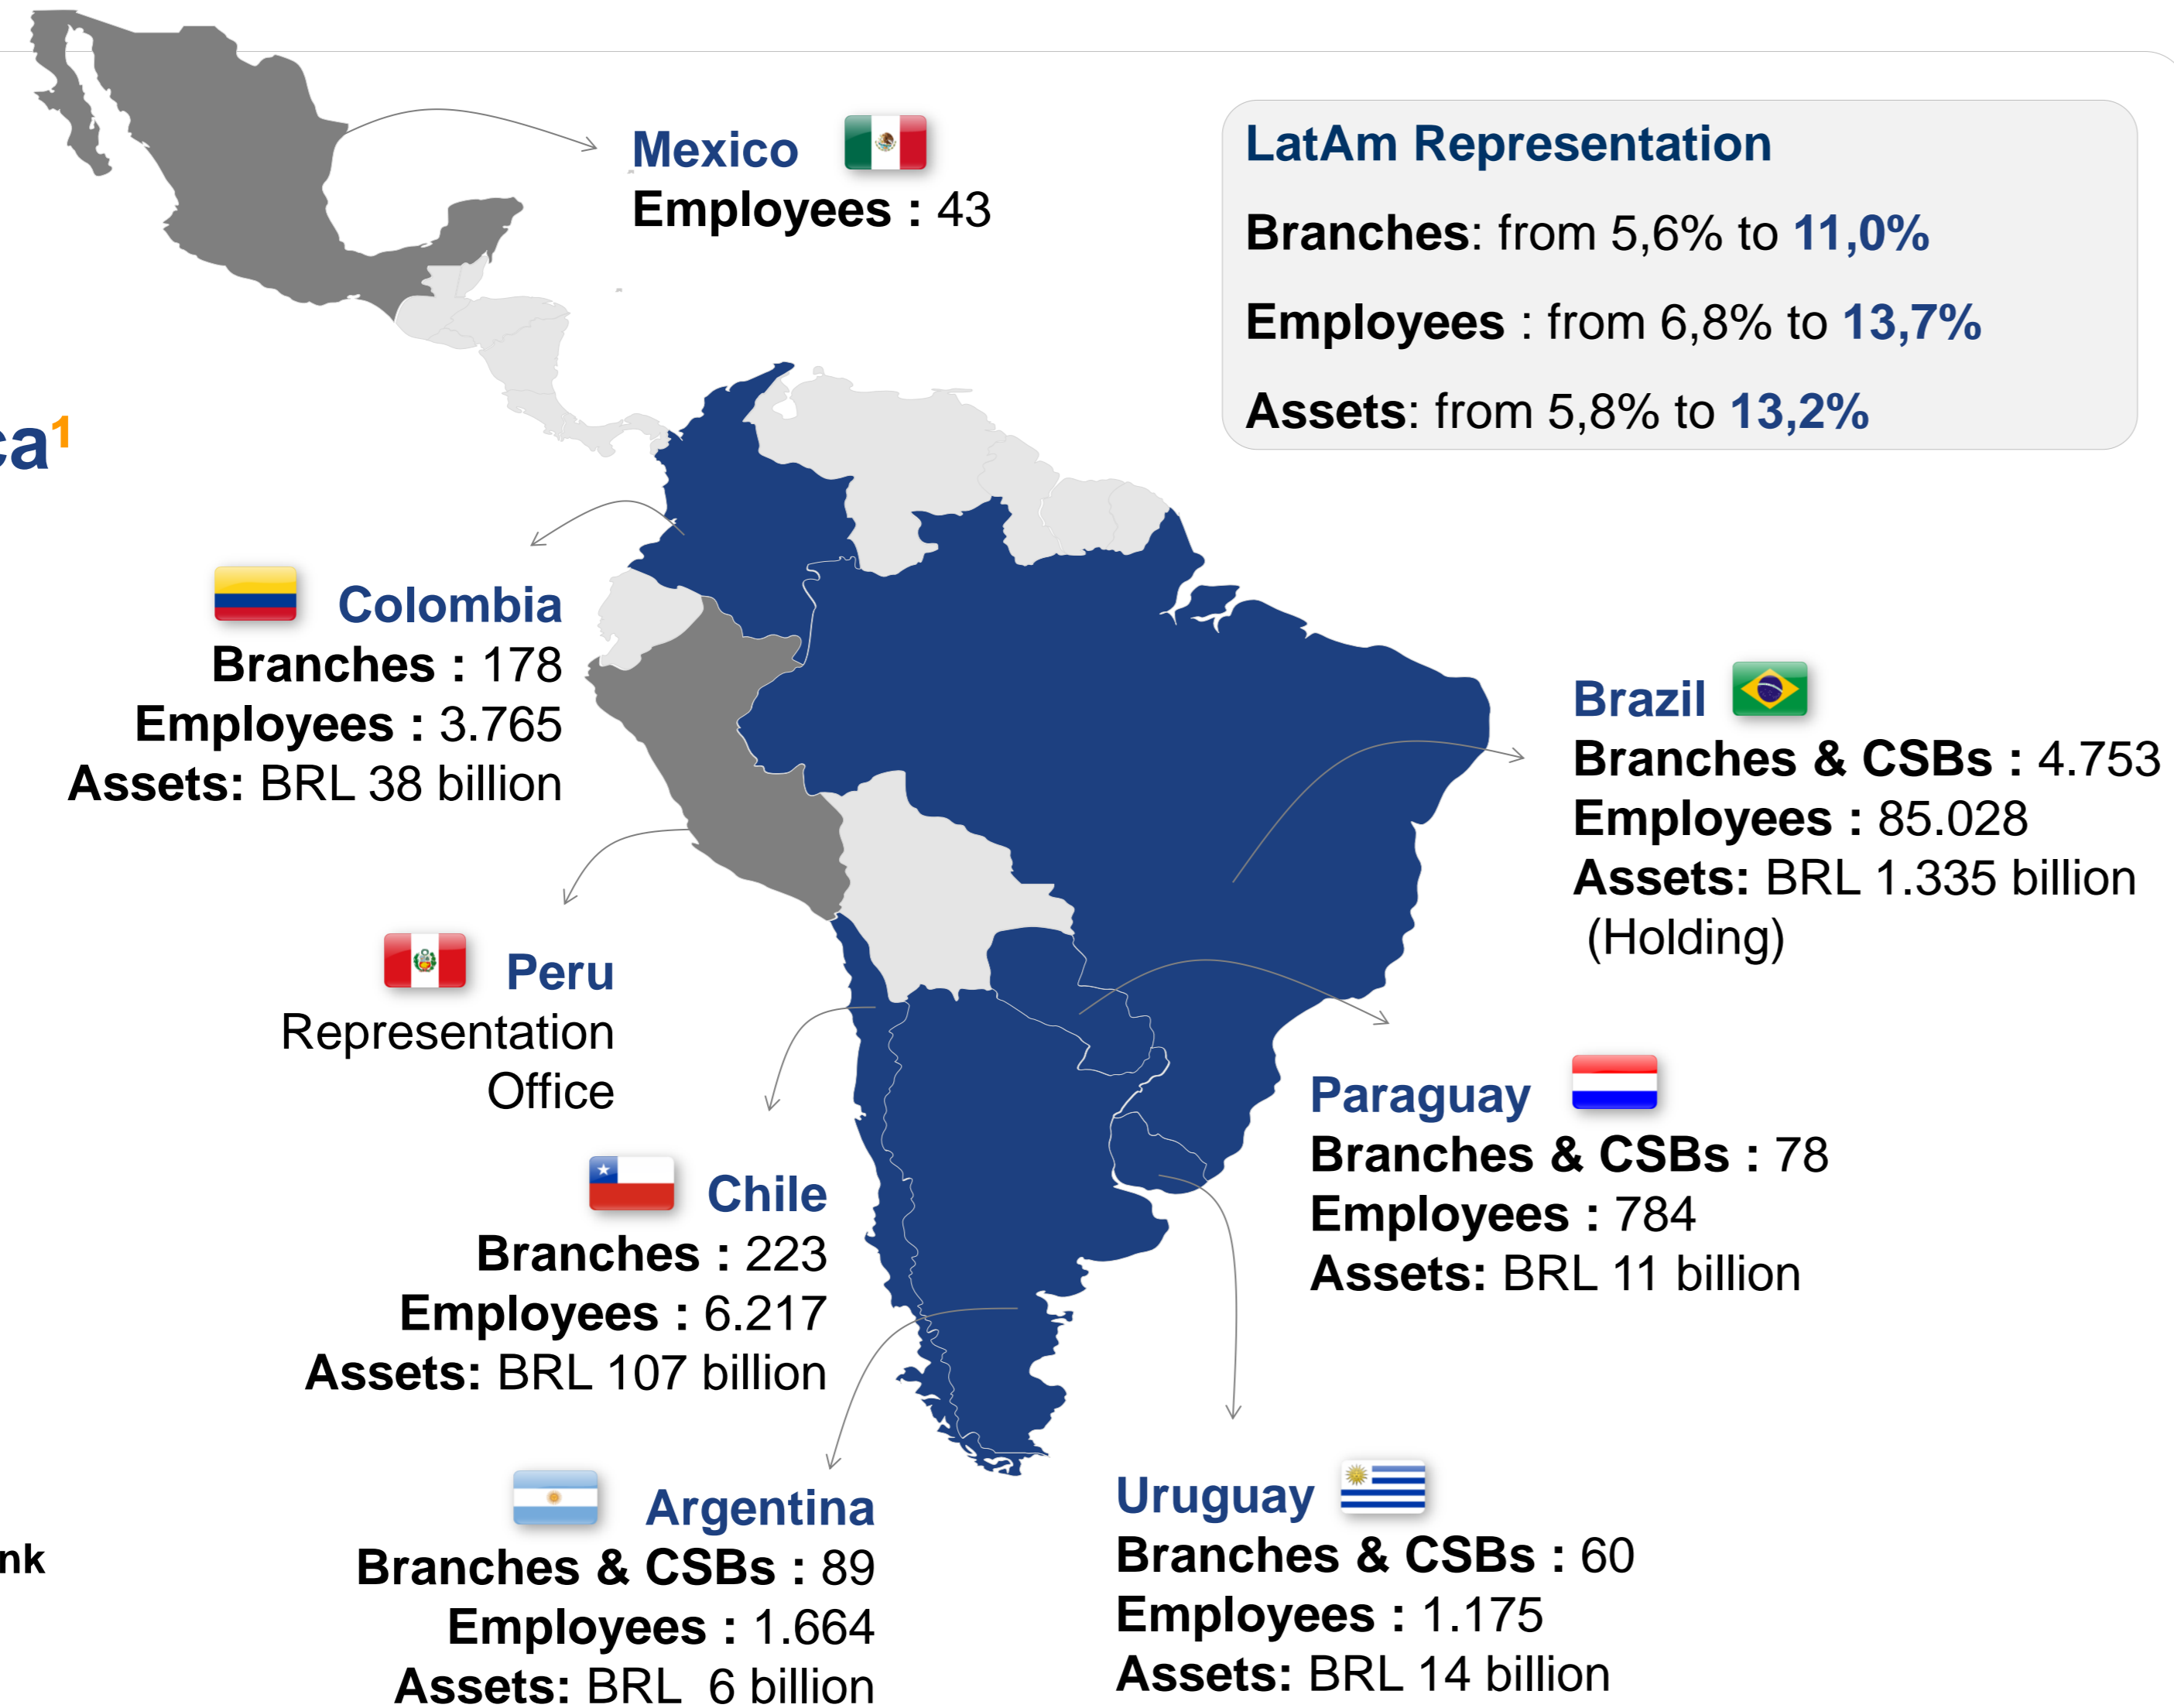 Mexico
Employees : 43
LatAm Representation
Branches: from 5,6% to 11,0%
Employees : from 6,8% to 13,7%
Assets: from 5,8% to 13,2%
ca1
Colombia
Branches : 178
Employees : 3.765
Assets: BRL 38 billion
Brazil
Branches & CSBs : 4.753
Employees : 85.028
Assets: BRL 1.335 billion
(Holding)
Peru
Representation
Office
Paraguay
Branches & CSBs : 78
Employees : 784
Assets: BRL 11 billion
Chile
Branches : 223
Employees : 6.217
Assets: BRL 107 billion
Argentina
Branches & CSBs : 89
Employees : 1.664
Assets: BRL 6 billion
Uruguay
Branches & CSBs : 60
Employees : 1.175
Assets: BRL 14 billion
nk